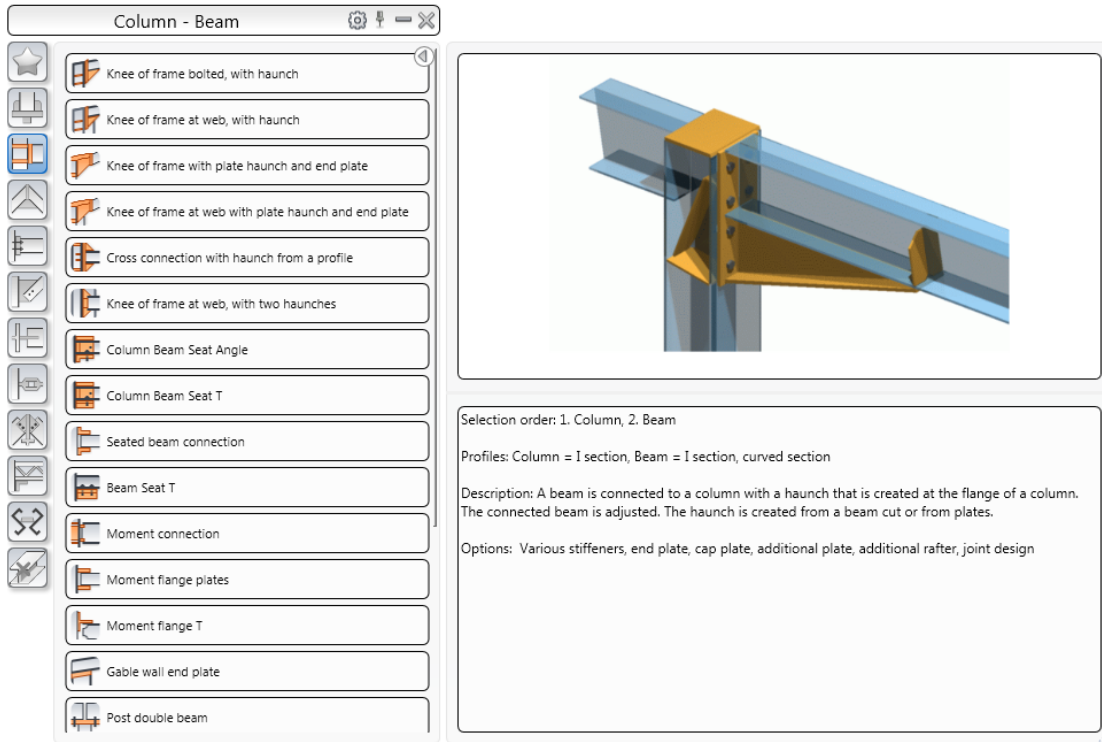 Column - Beam
Knee of frame bolted, with haunch
Knee of frame at web, with haunch
Knee of frame with plate haunch and end plate
Knee of frame at web with plate haunch and end plate
Cross connection with haunch from a profile
Knee of frame at web, with two haunches
Column Beam Seat Angle
Column Beam Seat T
Seated beam connection
Beam Seat T
Moment connection
Moment flange plates
Moment flange T
Gable wall end plate
Post double beam
Selection order: 1. Column, 2. Beam
Profiles: Column = I section, Beam = I section, curved section
Description: A beam is connected to a column with a haunch that is created at the flange of a column.
The connected beam is adjusted. The haunch is created from a beam cut or from plates.
Options:  Various stiffeners, end plate, cap plate, additional plate, additional rafter, joint design